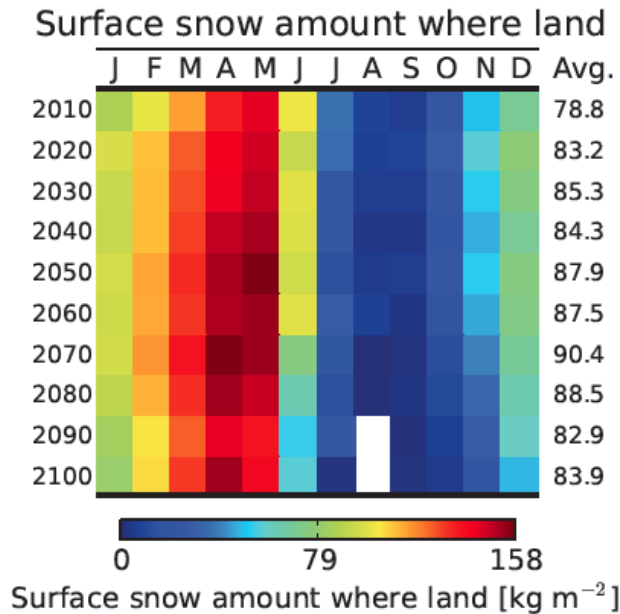 Surface snow amount where land
J F M A M J J A S O N D Avg.
2010 78.8
2020 83.2
2030 85.3
2040 84.3
2050 87.9
2060 87.5
2070 90.4
2080 88.5
2090 82.9
2100 83.9
0 79 158
Surface snow amount where land [kg m⁻²]